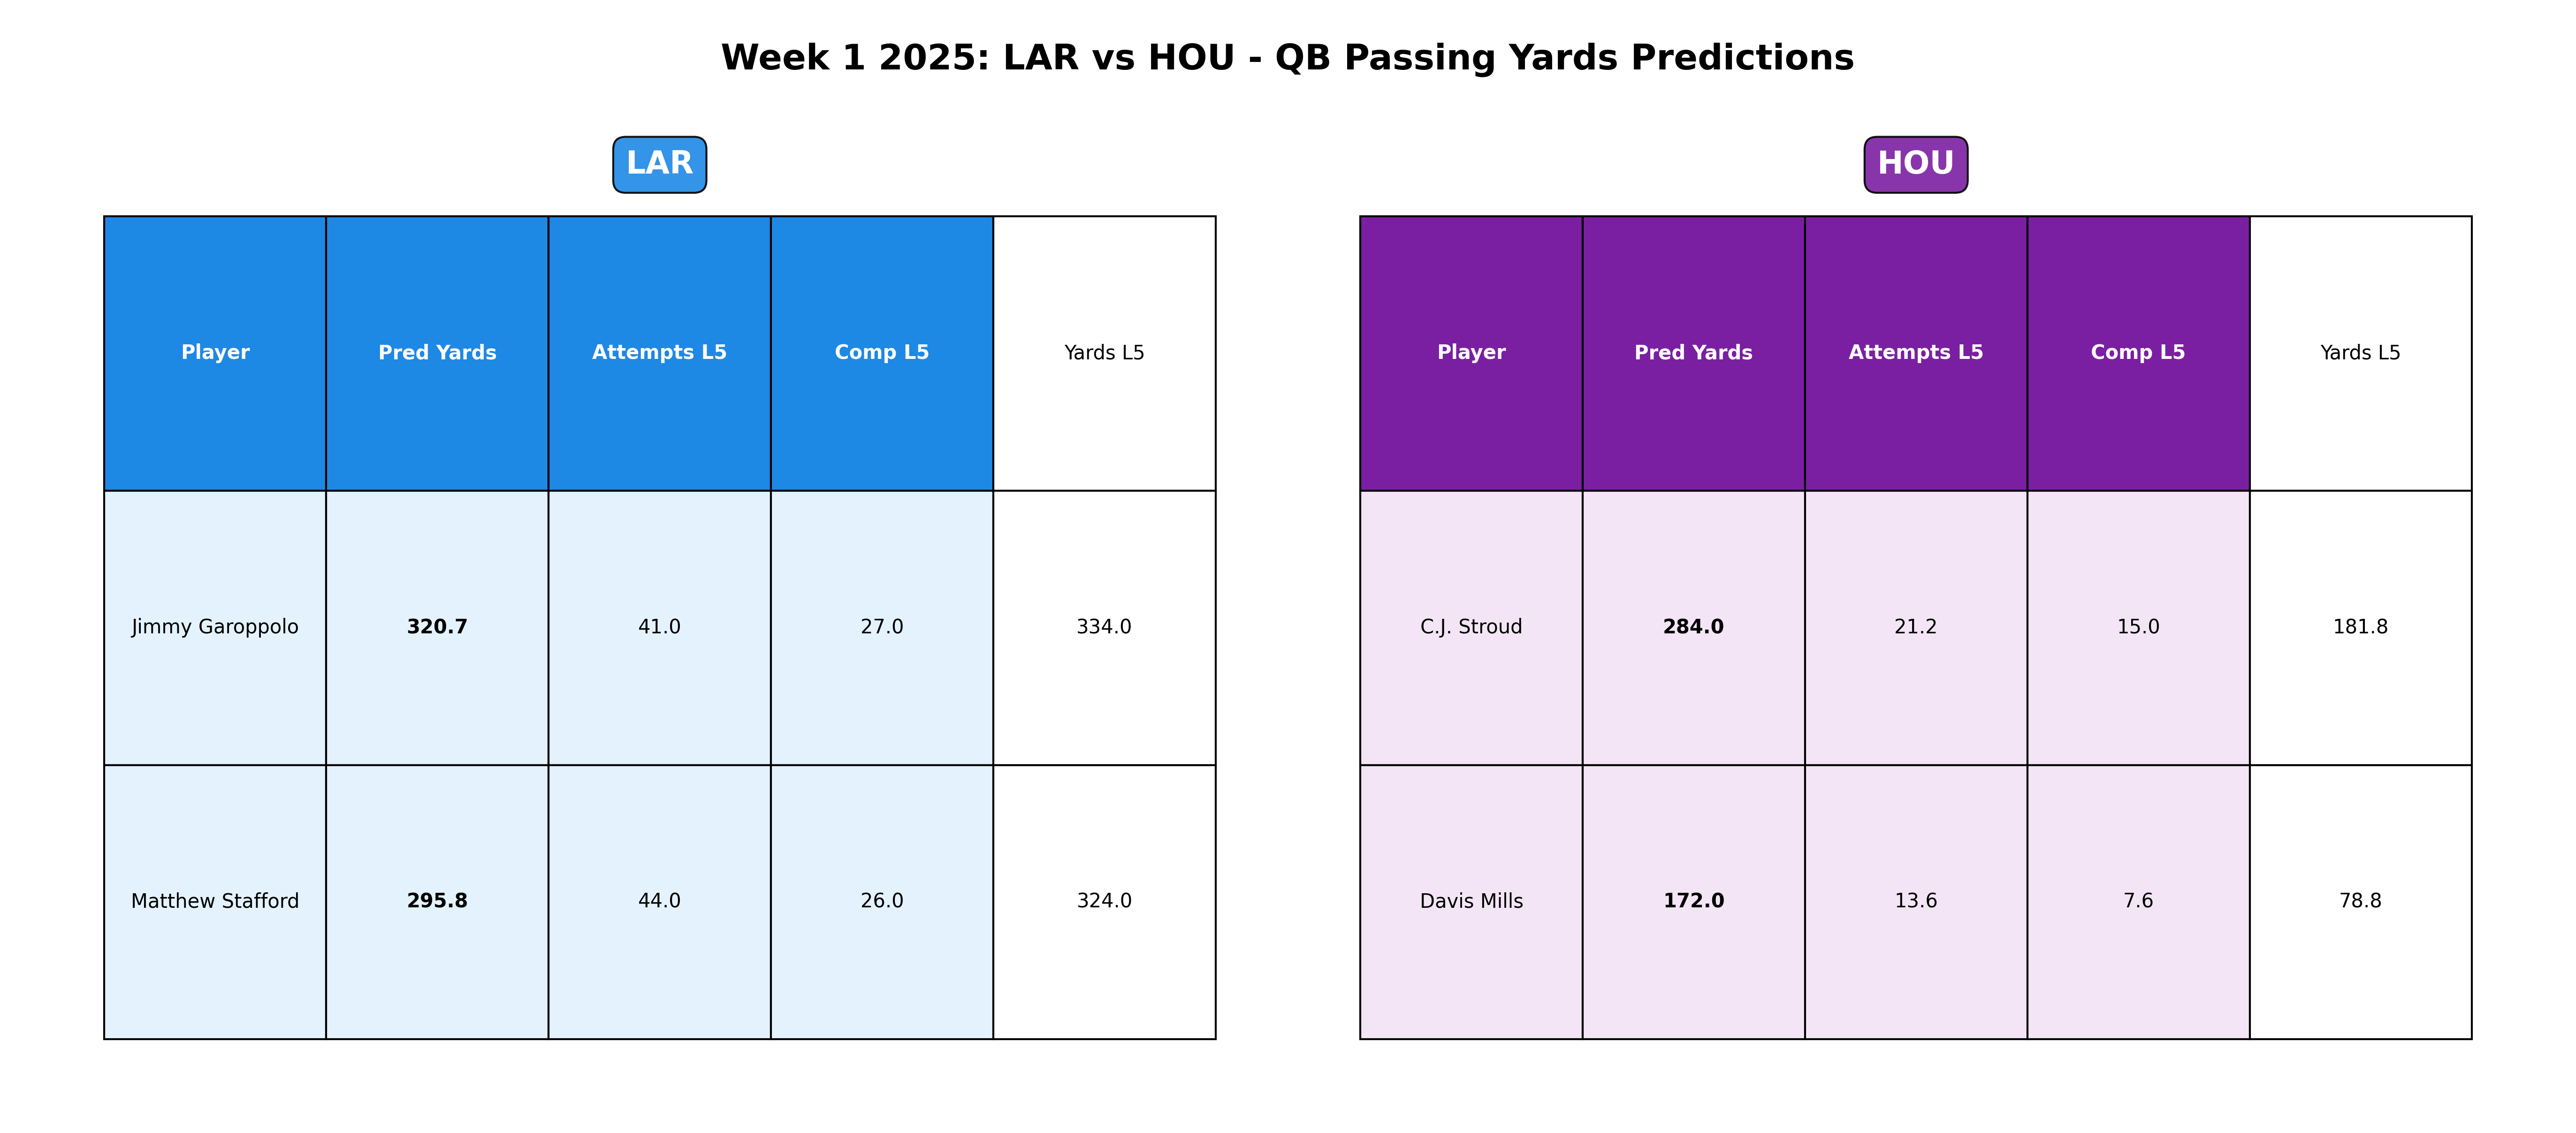 Week 1 2025: LAR vs HOU - QB Passing Yards Predictions
LAR
Player Pred Yards Attempts L5 Comp L5 Yards L5
Jimmy Garoppolo 320.7 41.0 27.0 334.0
Matthew Stafford 295.8 44.0 26.0 324.0
HOU
Player Pred Yards Attempts L5 Comp L5 Yards L5
C.J. Stroud 284.0 21.2 15.0 181.8
Davis Mills 172.0 13.6 7.6 78.8